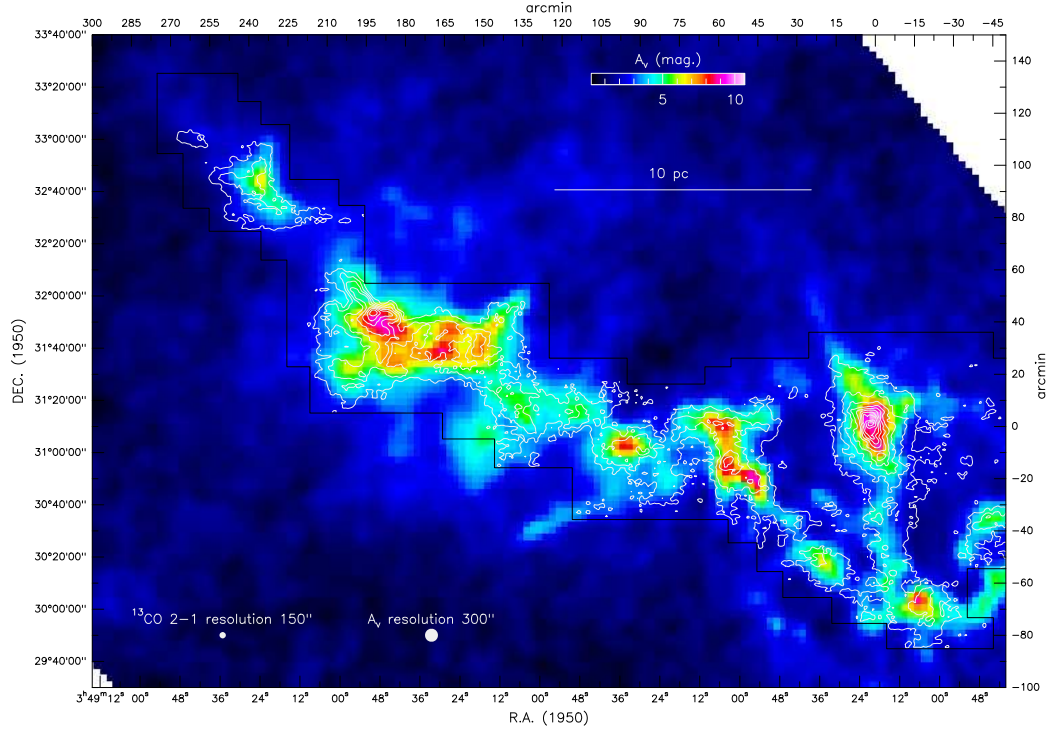 arcmin
300 285 270 255 240 225 210 195 180 165 150 135 120 105 90 75 60 45 30 15 0 −15 −30 −45
33°40'00"
33°20'00"
33°00'00"
32°40'00"
32°20'00"
32°00'00"
31°40'00"
31°20'00"
31°00'00"
30°40'00"
30°20'00"
30°00'00"
29°40'00"
DEC. (1950)
A_v (mag.)
5 10
10 pc
¹³CO 2−1 resolution 150"
A_v resolution 300"
140
120
100
80
60
40
20
0
−20
−40
−60
−80
−100
arcmin
3ʰ49ᵐ12ˢ 00ˢ 48ˢ 36ˢ 24ˢ 12ˢ 00ˢ 48ˢ 36ˢ 24ˢ 12ˢ 00ˢ 48ˢ 36ˢ 24ˢ 12ˢ 00ˢ 48ˢ 36ˢ 24ˢ 12ˢ 00ˢ 48ˢ
R.A. (1950)